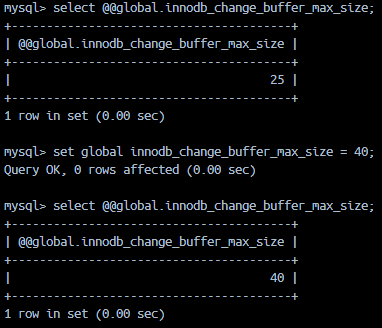 mysql> select @@global.innodb_change_buffer_max_size;
+---------------------------------------+
| @@global.innodb_change_buffer_max_size |
+---------------------------------------+
|                                    25 |
+---------------------------------------+
1 row in set (0.00 sec)

mysql> set global innodb_change_buffer_max_size = 40;
Query OK, 0 rows affected (0.00 sec)

mysql> select @@global.innodb_change_buffer_max_size;
+---------------------------------------+
| @@global.innodb_change_buffer_max_size |
+---------------------------------------+
|                                    40 |
+---------------------------------------+
1 row in set (0.00 sec)